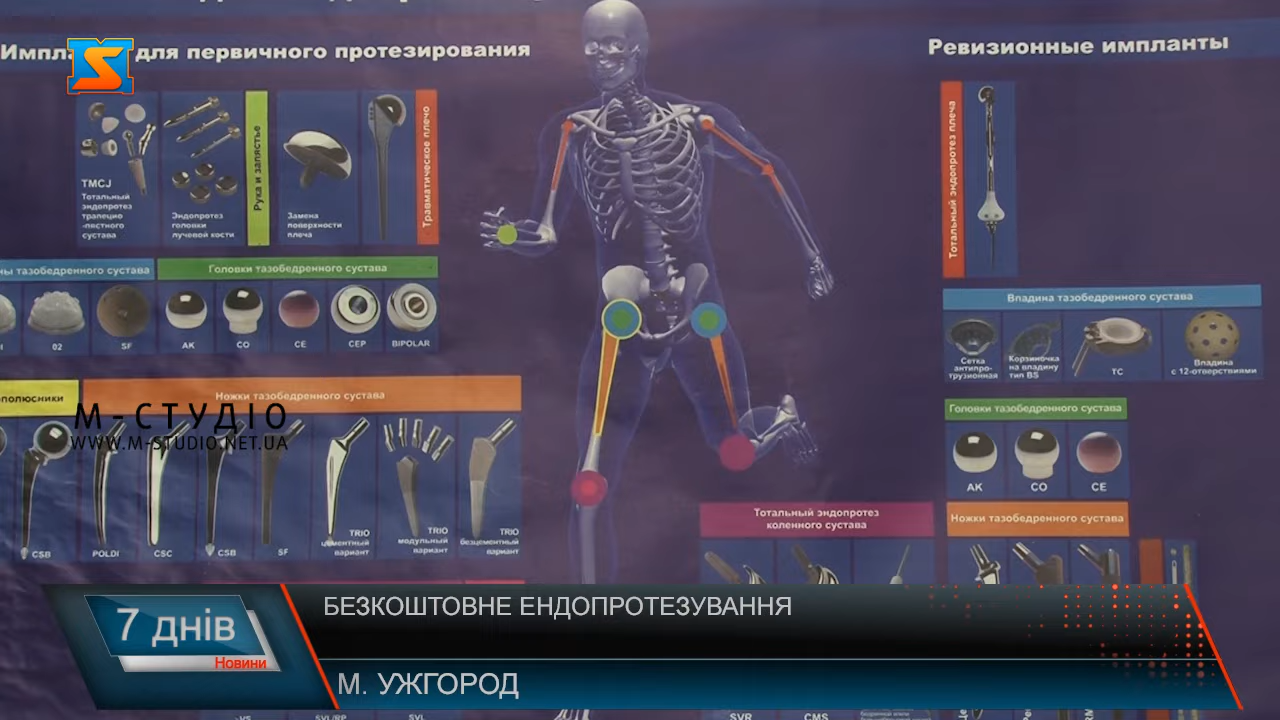 Импл для первичного протезирования
Ревизионные импланты
TMCJ
Тотальный
эндопротез
трапецио
-пястного
сустава
Эндопротез
головки
лучевой кости
Рука и запястье
Замена
поверхности
плеча
Травматическое плечо
Тотальный эндопротез плеча
тазобедренного сустава
Головки тазобедренного сустава
02
SF
AK
CO
CE
CEP
BIPOLAR
Впадина тазобедренного сустава
Сетка
антипро-
трузионная
Корзиночка
на впадину
тип BS
TC
Впадина
с 12-отверствиями
Ножки тазобедренного сустава
М-СТУДІО
WWW.M-STUDIO.NET.UA
CSB
POLDI
CSC
CSB
SF
TRIO
цементный
вариант
TRIO
модульный
вариант
TRIO
безцементный
вариант
Головки тазобедренного сустава
AK
CO
CE
Тотальный эндопротез
коленного сустава
Ножки тазобедренного сустава
7 днів
Новини
БЕЗКОШТОВНЕ ЕНДОПРОТЕЗУВАННЯ
М. УЖГОРОД
SVL/RP
SVL
SVR
CMS